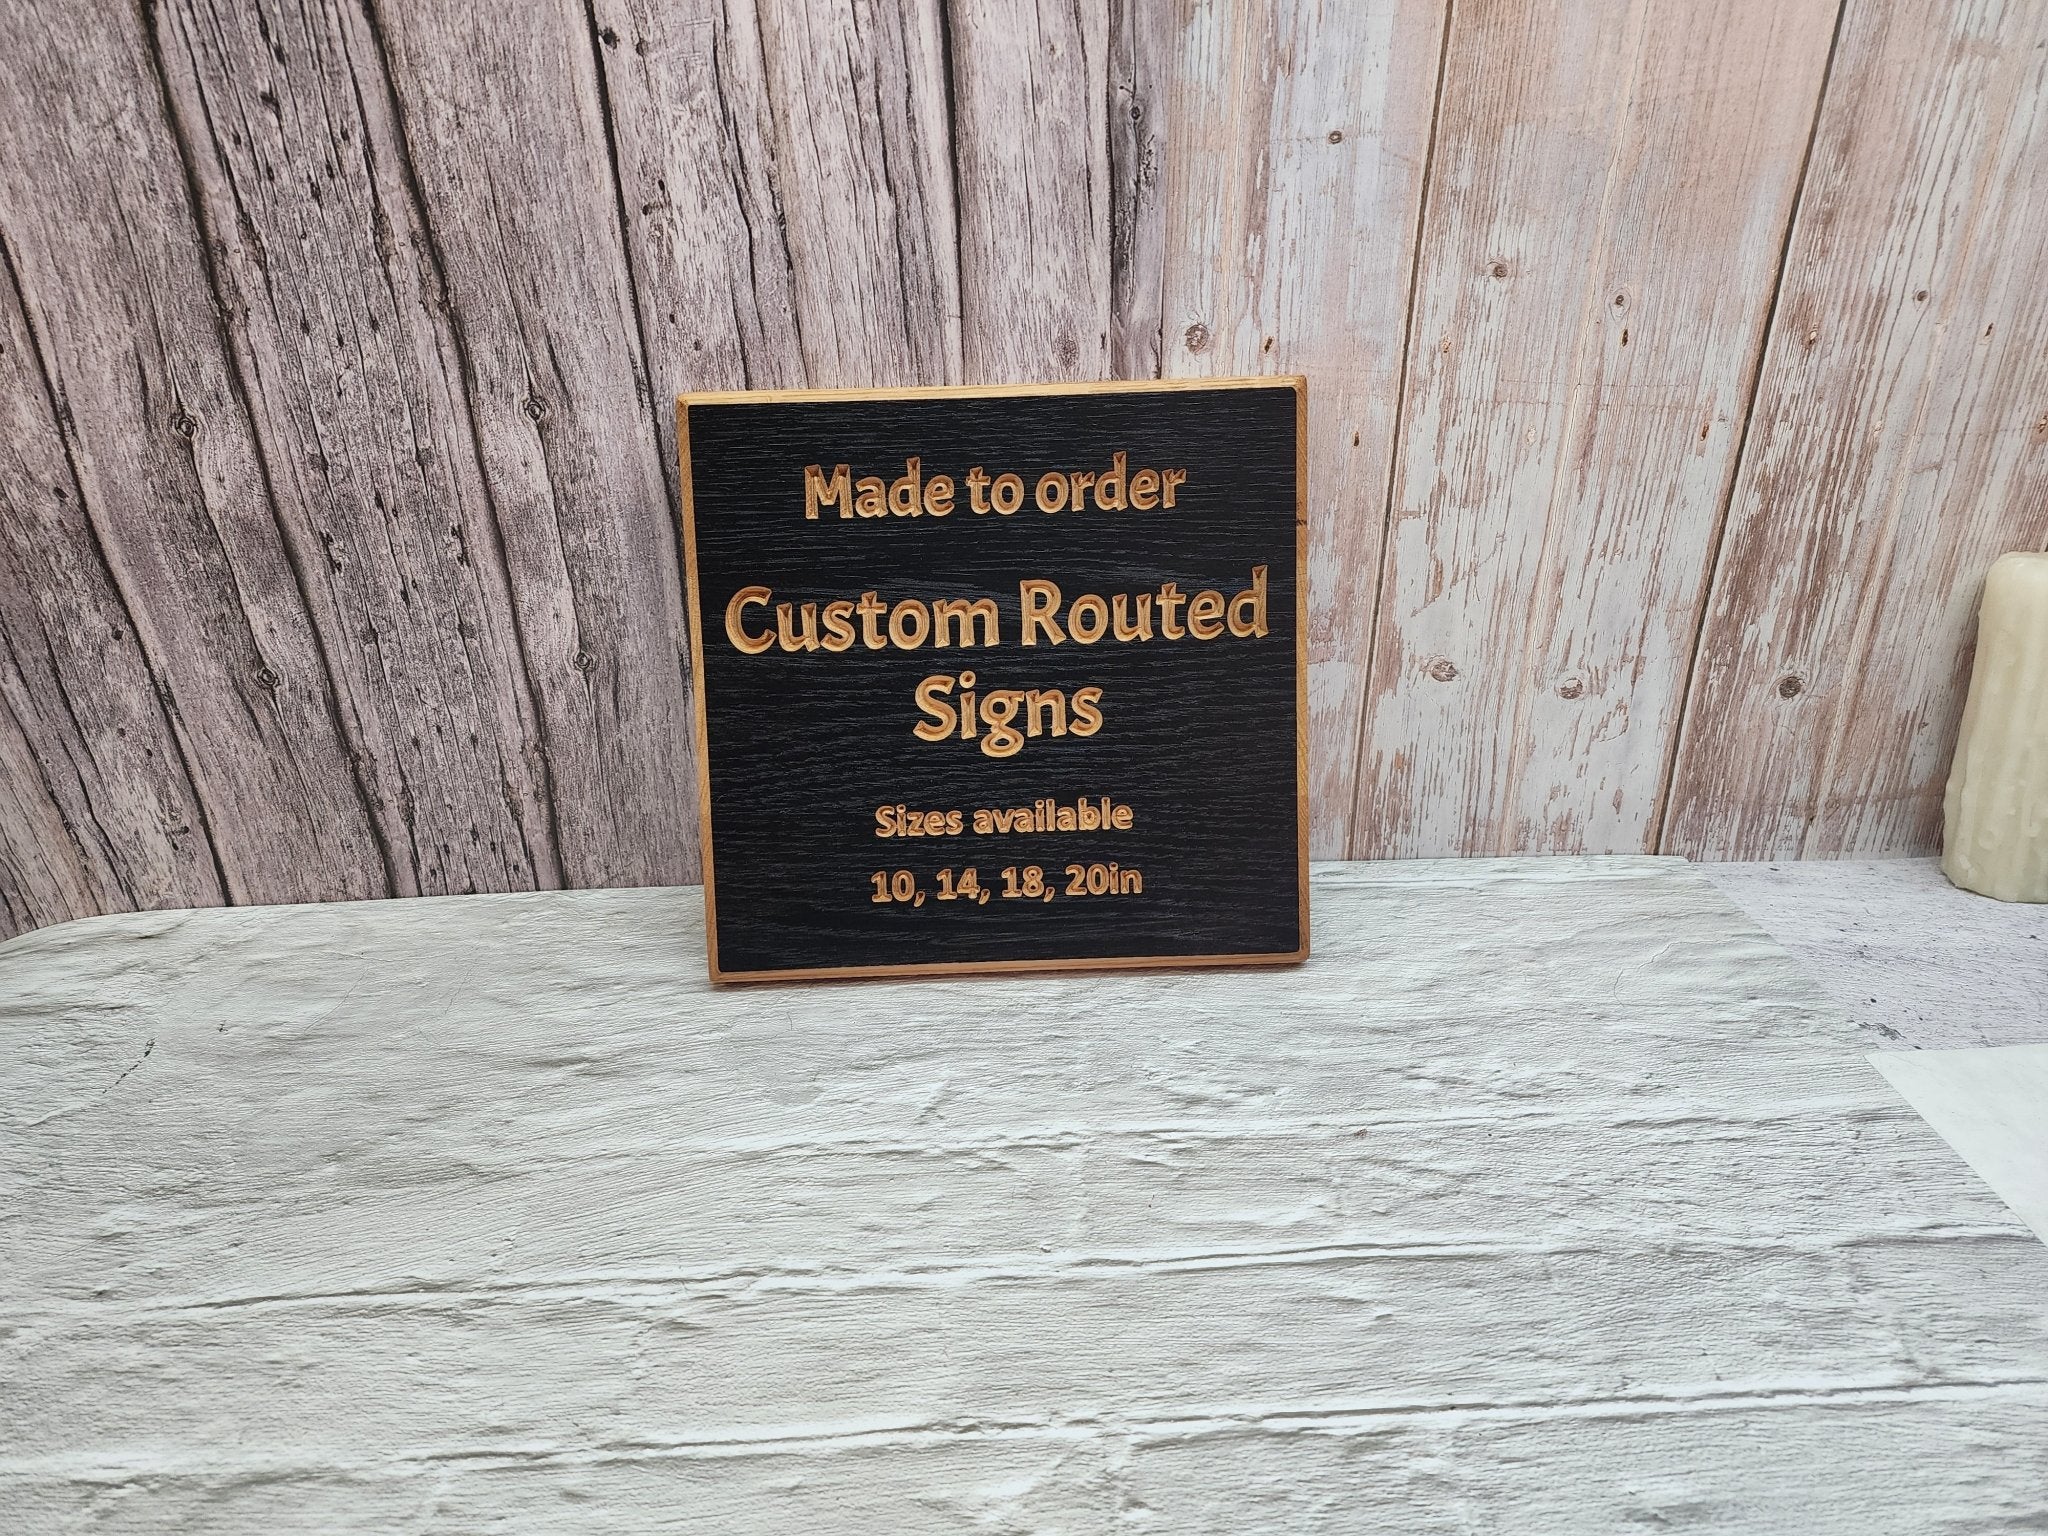 Made to order
Custom Routed
Signs
Sizes available
10, 14, 18, 20in